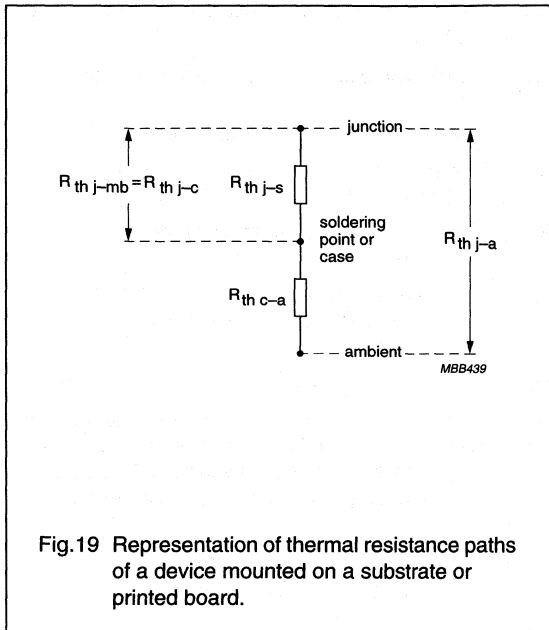 junction
R th j–mb = R th j–c
R th j–s
soldering
point or
case
R th j–a
R th c–a
ambient
MBB439
Fig.19 Representation of thermal resistance paths
of a device mounted on a substrate or
printed board.